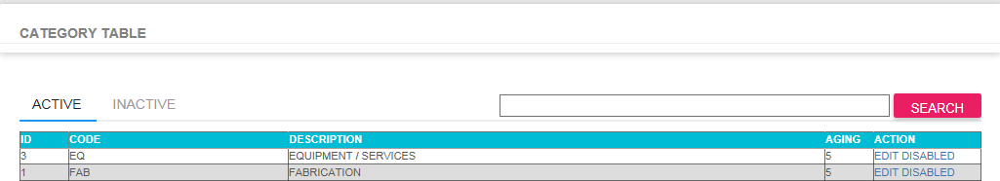 CATEGORY TABLE
ACTIVE INACTIVE SEARCH
ID CODE DESCRIPTION AGING ACTION
3 EQ EQUIPMENT / SERVICES 5 EDIT DISABLED
1 FAB FABRICATION 5 EDIT DISABLED